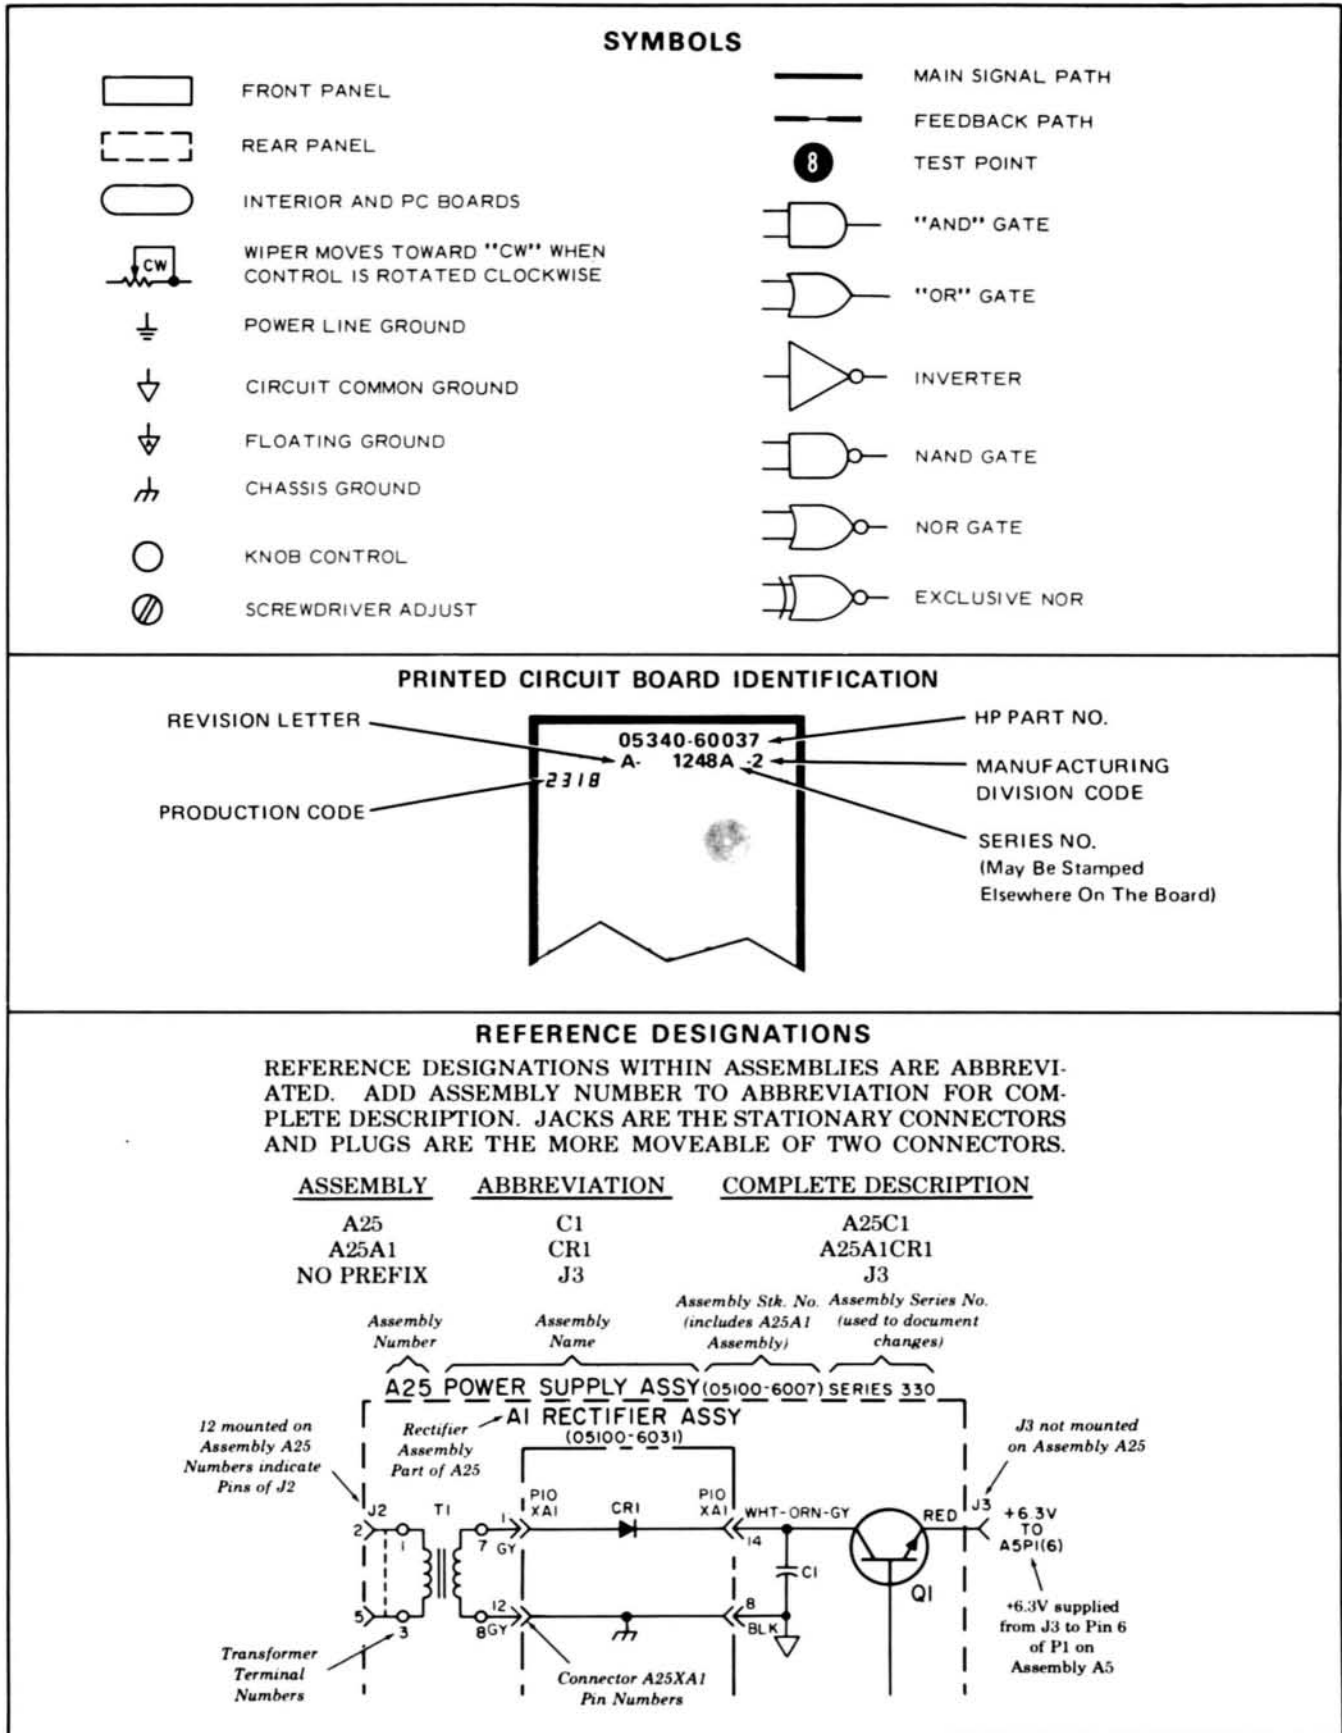 SYMBOLS
FRONT PANEL
REAR PANEL
INTERIOR AND PC BOARDS
CW
WIPER MOVES TOWARD "CW" WHEN
CONTROL IS ROTATED CLOCKWISE
POWER LINE GROUND
CIRCUIT COMMON GROUND
A
FLOATING GROUND
CHASSIS GROUND
KNOB CONTROL
SCREWDRIVER ADJUST
MAIN SIGNAL PATH
FEEDBACK PATH
8
TEST POINT
"AND" GATE
"OR" GATE
INVERTER
NAND GATE
NOR GATE
EXCLUSIVE NOR
PRINTED CIRCUIT BOARD IDENTIFICATION
REVISION LETTER
PRODUCTION CODE
05340-60037
A- 1248A -2
2318
HP PART NO.
MANUFACTURING
DIVISION CODE
SERIES NO.
(May Be Stamped
Elsewhere On The Board)
REFERENCE DESIGNATIONS
REFERENCE DESIGNATIONS WITHIN ASSEMBLIES ARE ABBREVI-
ATED. ADD ASSEMBLY NUMBER TO ABBREVIATION FOR COM-
PLETE DESCRIPTION. JACKS ARE THE STATIONARY CONNECTORS
AND PLUGS ARE THE MORE MOVEABLE OF TWO CONNECTORS.
ASSEMBLY ABBREVIATION COMPLETE DESCRIPTION
A25 C1 A25C1
A25A1 CR1 A25A1CR1
NO PREFIX J3 J3
Assembly
Number
Assembly
Name
Assembly Stk. No.
(includes A25A1
Assembly)
Assembly Series No.
(used to document
changes)
A25 POWER SUPPLY ASSY (05100-6007) SERIES 330
A1 RECTIFIER ASSY
(05100-6031)
12 mounted on
Assembly A25
Numbers indicate
Pins of J2
Rectifier
Assembly
Part of A25
J3 not mounted
on Assembly A25
J2
T1
P10
XA1
CR1
P10
XA1
WHT-ORN-GY
RED
J3
+6.3V
TO
A5P1(6)
2
1
7
1
GY
14
C1
Q1
5
3
8
12
GY
8
BLK
+6.3V supplied
from J3 to Pin 6
of P1 on
Assembly A5
Transformer
Terminal
Numbers
Connector A25XA1
Pin Numbers